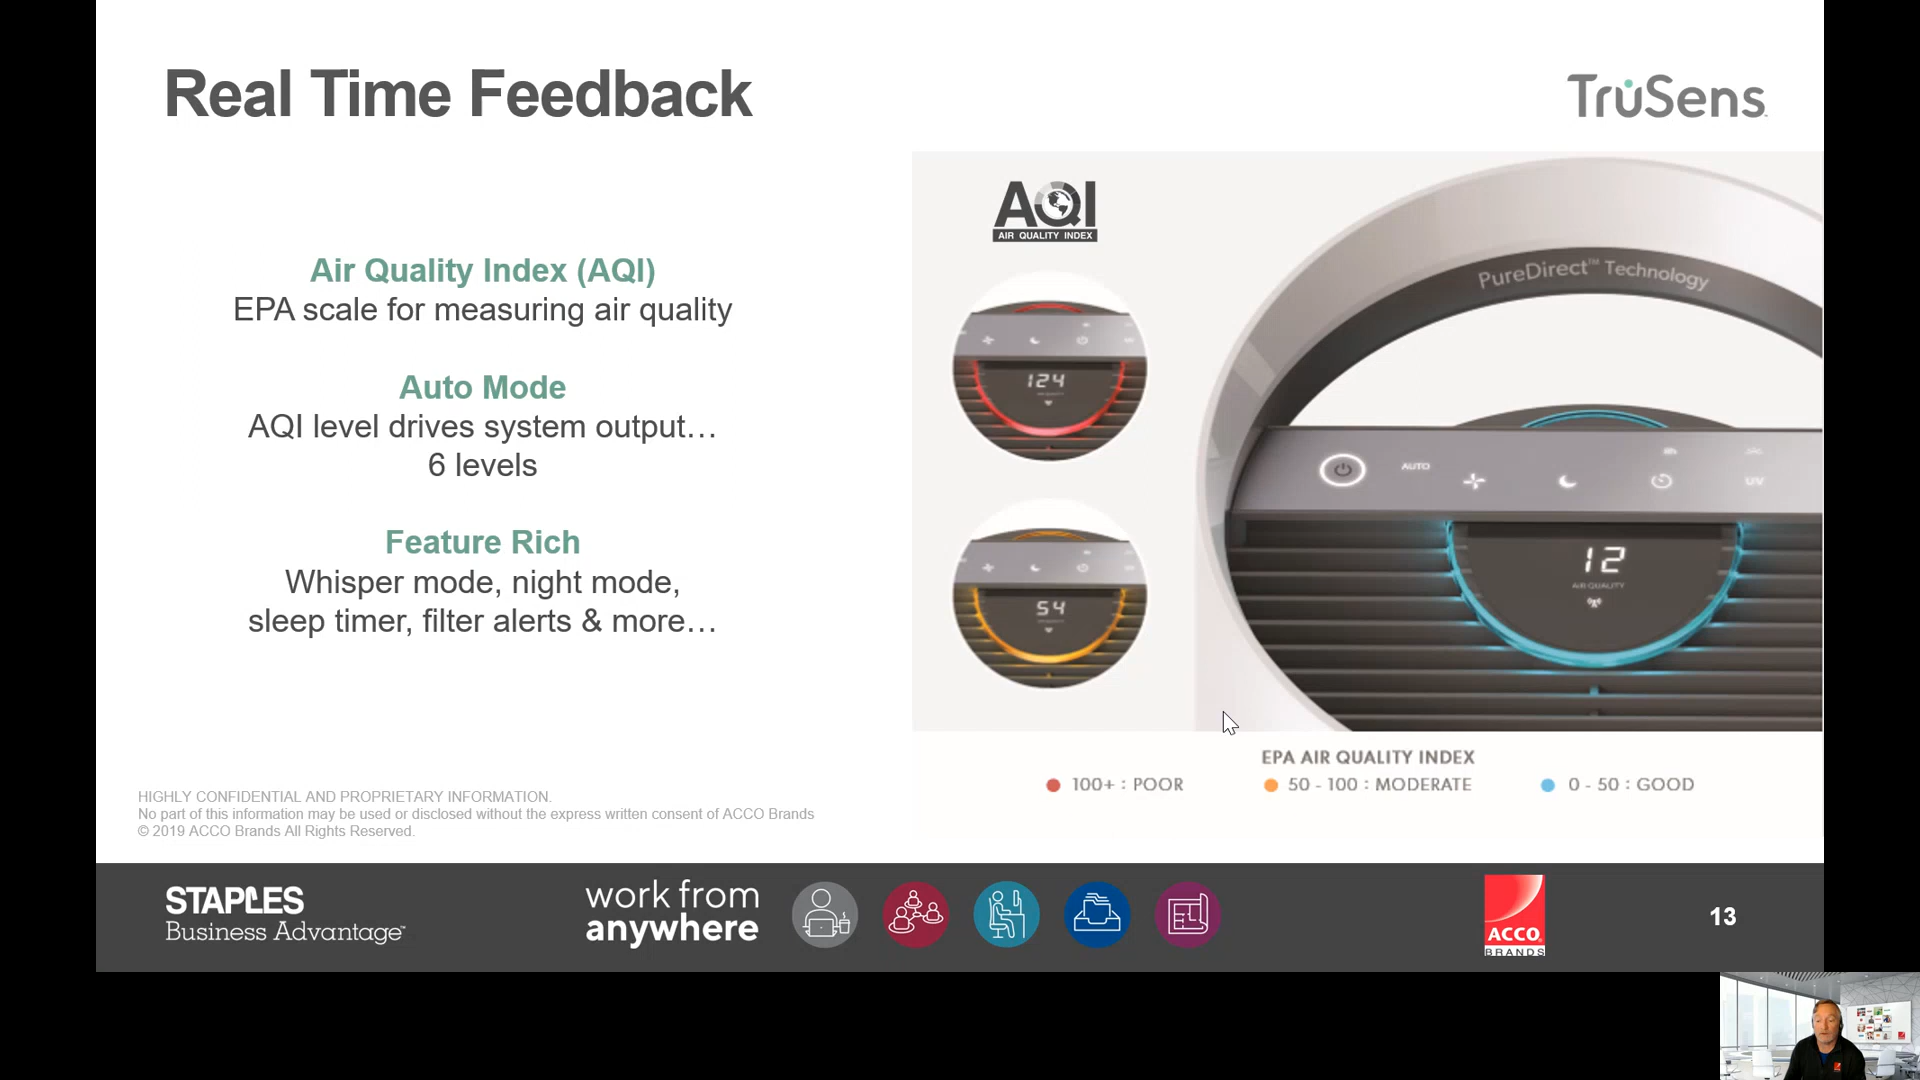 Real Time Feedback
TruSens
Air Quality Index (AQI)
EPA scale for measuring air quality
Auto Mode
AQI level drives system output…
6 levels
Feature Rich
Whisper mode, night mode,
sleep timer, filter alerts & more…
AQI
AIR QUALITY INDEX
PureDirect™ Technology
124
54
AUTO
UV
12
AIR QUALITY
EPA AIR QUALITY INDEX
100+ : POOR
50 - 100 : MODERATE
0 - 50 : GOOD
HIGHLY CONFIDENTIAL AND PROPRIETARY INFORMATION.
No part of this information may be used or disclosed without the express written consent of ACCO Brands
© 2019 ACCO Brands All Rights Reserved.
STAPLES
Business Advantage™
work from
anywhere
ACCO
BRANDS
13